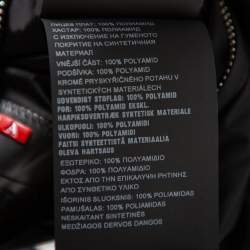 ЛИЦЕВ ПЛАТ: 100% ПОЛИАМИД
ХАСТАР: 100% ПОЛИАМИД
С ИЗКЛЮЧЕНИЕ НА ГУМЕНОТО
ПОКРИТИЕ НА СИНТЕТИЧНИЯ
МАТЕРИАЛ
VNĚJŠÍ ČÁST: 100% POLYAMID
PODŠÍVKA: 100% POLYAMID
KROMĚ PRYSKYŘIČNÉHO POTAHU V
SYNTETICKÝCH MATERIÁLECH
UDVENDIGT STOFLAG: 100% POLYAMID
FOR: 100% POLYAMID EKSKL.
HARPIKSOVERTRÆK SYNTETISK MATERIALE
ULKOPUOLI: 100% POLYAMIDI
VUORI: 100% POLYAMIDI
PAITSI SYNTEETTISTÄ MATERIAALIA
OLEVA HARTSAUS
ΕΞΩΤΕΡΙΚΟ: 100% ΠΟΛΥΑΜΙΔΙΟ
ΦΟΔΡΑ: 100% ΠΟΛΥΑΜΙΔΙΟ
ΕΚΤΟΣ ΑΠΟ ΤΗΝ ΕΠΙΚΑΛΥΨΗ ΡΗΤΙΝΗΣ
ΑΠΟ ΣΥΝΘΕΤΙΚΟ ΥΛΙΚΟ
IŠORINIS SLUOKSNIS: 100% POLIAMIDAS
PAMUŠALAS: 100% POLIAMIDAS
NESKAITANT SINTETINĖS
MEDŽIAGOS DERVOS DANGOS